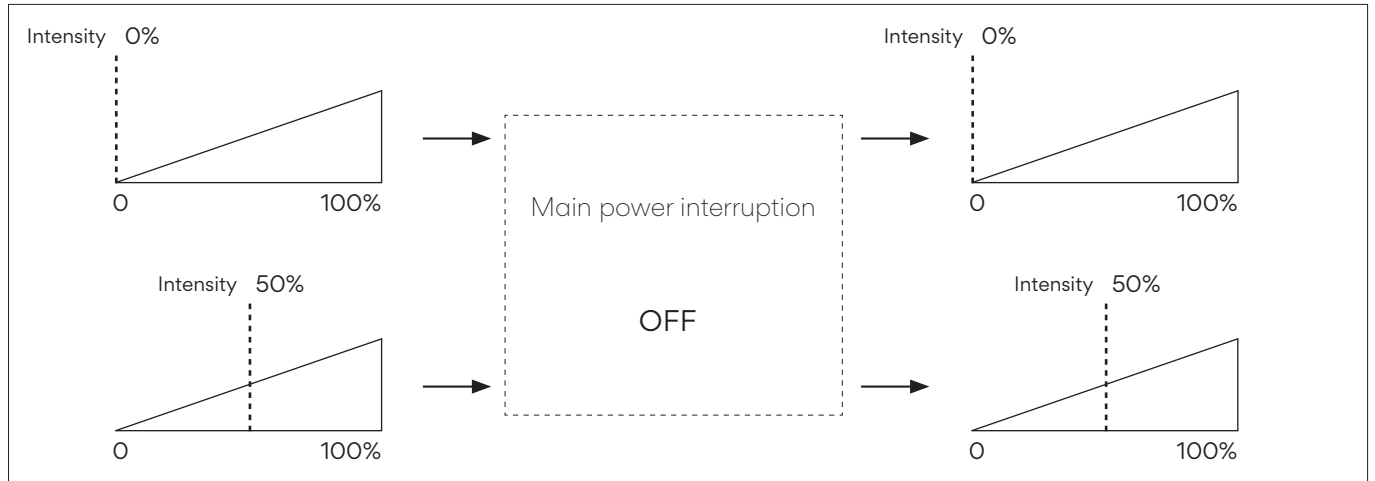 Intensity 0%
0 100%
Intensity 50%
0 100%
Main power interruption
OFF
Intensity 0%
0 100%
Intensity 50%
0 100%